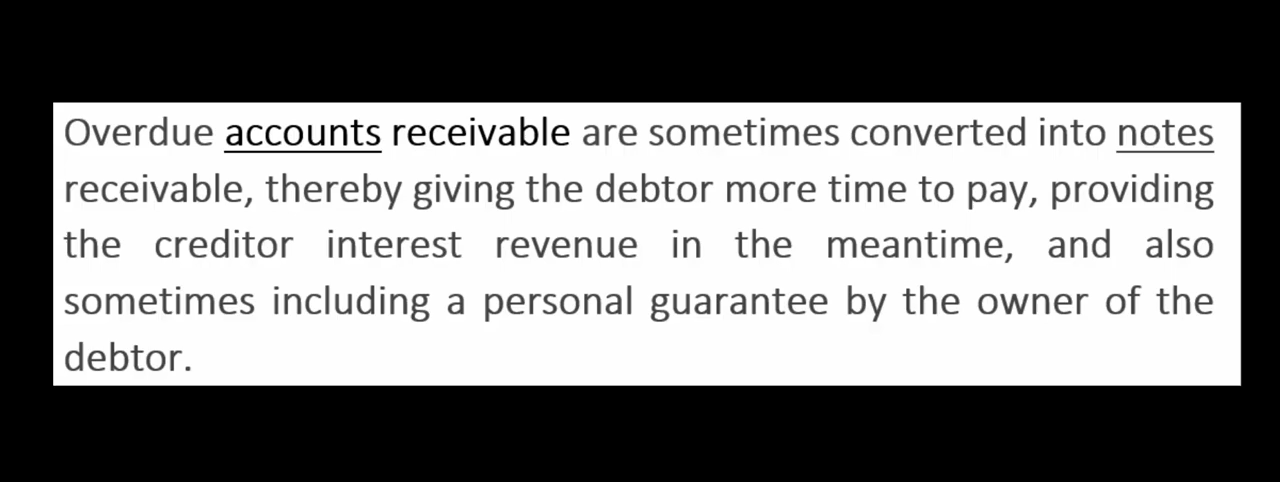 Overdue accounts receivable are sometimes converted into notes
receivable, thereby giving the debtor more time to pay, providing
the creditor interest revenue in the meantime, and also
sometimes including a personal guarantee by the owner of the
debtor.